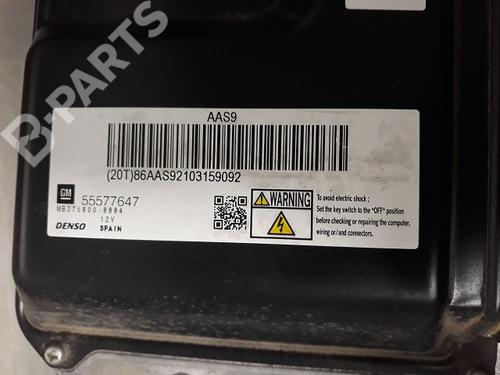 B-PARTS
AAS9
(20T)86AAS92103159092
GM 55577647
MB275800-8884
12V
DENSO SPAIN
WARNING
To avoid electric shock ;
Set the key switch to the "OFF" position
before checking or repairing the computer,
wiring or/and connectors.